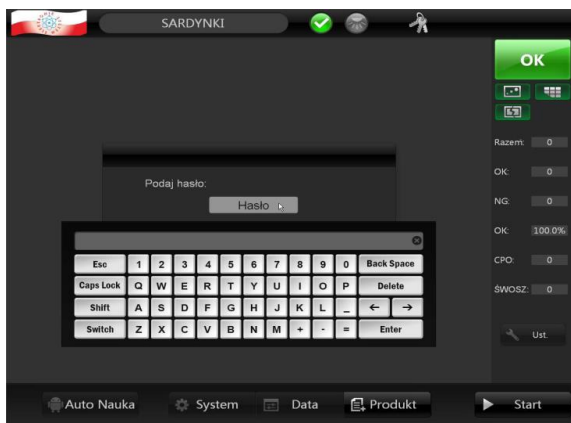 SARDYNKI
OK
Razem: 0
OK: 0
NG: 0
OK: 100.0%
CPO: 0
ŚWOSZ: 0
Ust.
Podaj hasło:
Hasło
Esc 1 2 3 4 5 6 7 8 9 0 Back Space
Caps Lock Q W E R T Y U I O P Delete
Shift A S D F G H J K L _ ← →
Switch Z X C V B N M + - = Enter
Auto Nauka System Data Produkt Start